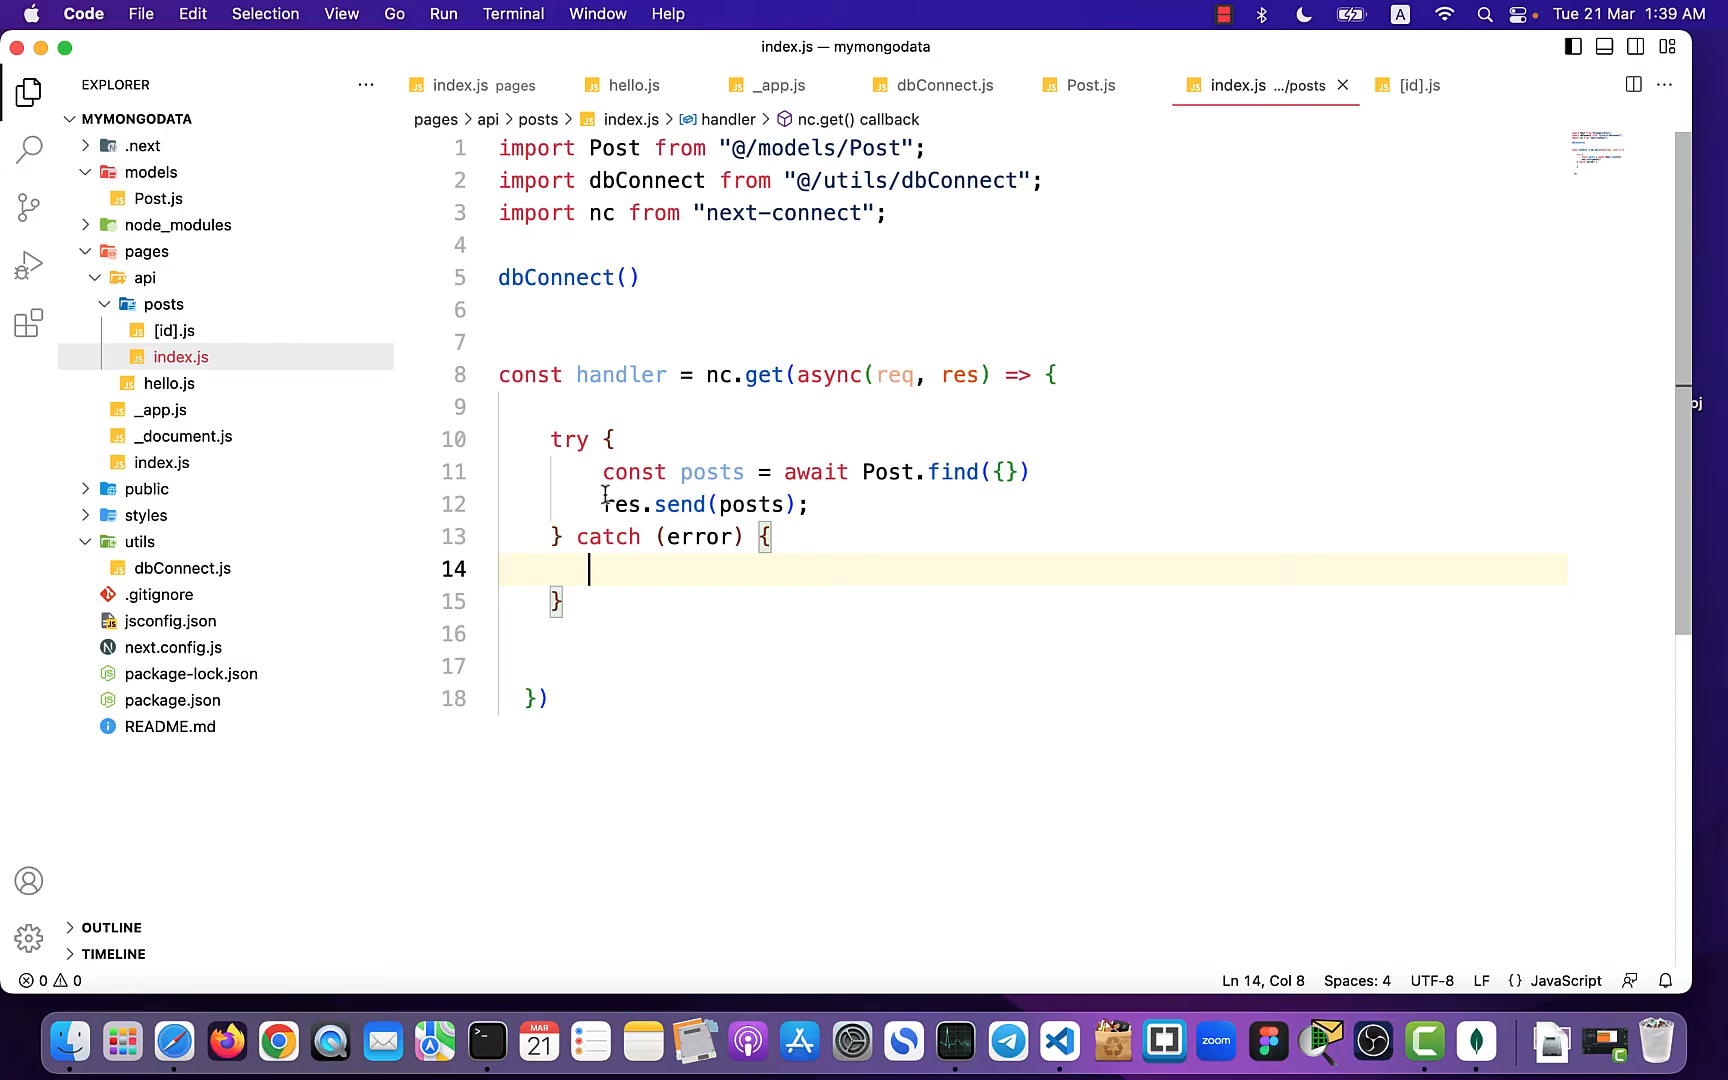 Code File Edit Selection View Go Run Terminal Window Help A Tue 21 Mar 1:39 AM
index.js — mymongodata
EXPLORER
index.js pages
hello.js
_app.js
dbConnect.js
Post.js
index.js .../posts
[id].js
pages > api > posts > index.js > handler > nc.get() callback
MYMONGODATA
.next
models
Post.js
node_modules
pages
api
posts
[id].js
index.js
hello.js
_app.js
_document.js
index.js
public
styles
utils
dbConnect.js
.gitignore
jsconfig.json
next.config.js
package-lock.json
package.json
README.md
OUTLINE
TIMELINE
1 import Post from "@/models/Post";
2 import dbConnect from "@/utils/dbConnect";
3 import nc from "next-connect";
4
5 dbConnect()
6
7
8 const handler = nc.get(async(req, res) => {
9
10 try {
11 const posts = await Post.find({})
12 res.send(posts);
13 } catch (error) {
14
15 }
16
17
18 })
oj
0 0
Ln 14, Col 8 Spaces: 4 UTF-8 LF {} JavaScript
MAR
21
zoom